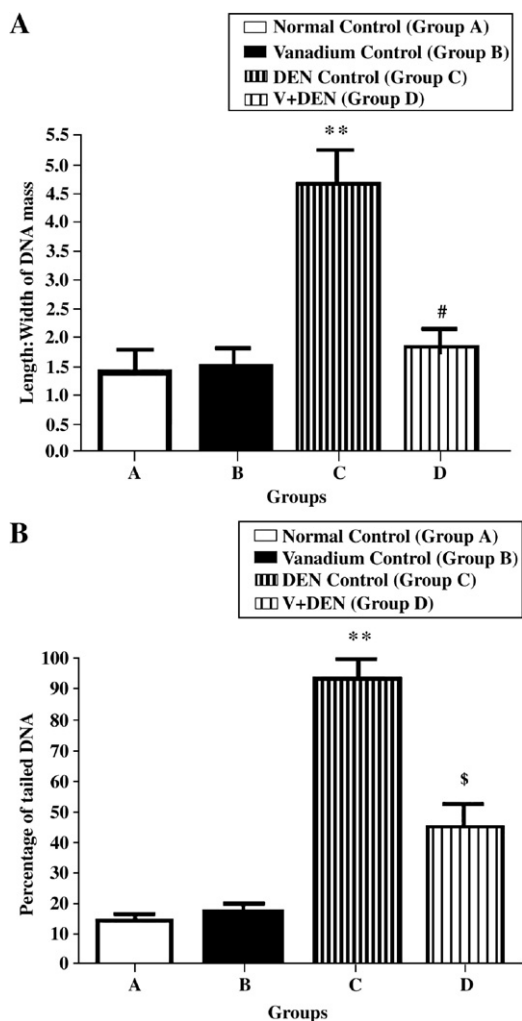 A
Normal Control (Group A)
Vanadium Control (Group B)
DEN Control (Group C)
V+DEN (Group D)
**
#
Length:Width of DNA mass
5.5
5.0
4.5
4.0
3.5
3.0
2.5
2.0
1.5
1.0
0.5
0.0
A B C D
Groups
B
Normal Control (Group A)
Vanadium Control (Group B)
DEN Control (Group C)
V+DEN (Group D)
**
$
Percentage of tailed DNA
100
90
80
70
60
50
40
30
20
10
0
A B C D
Groups